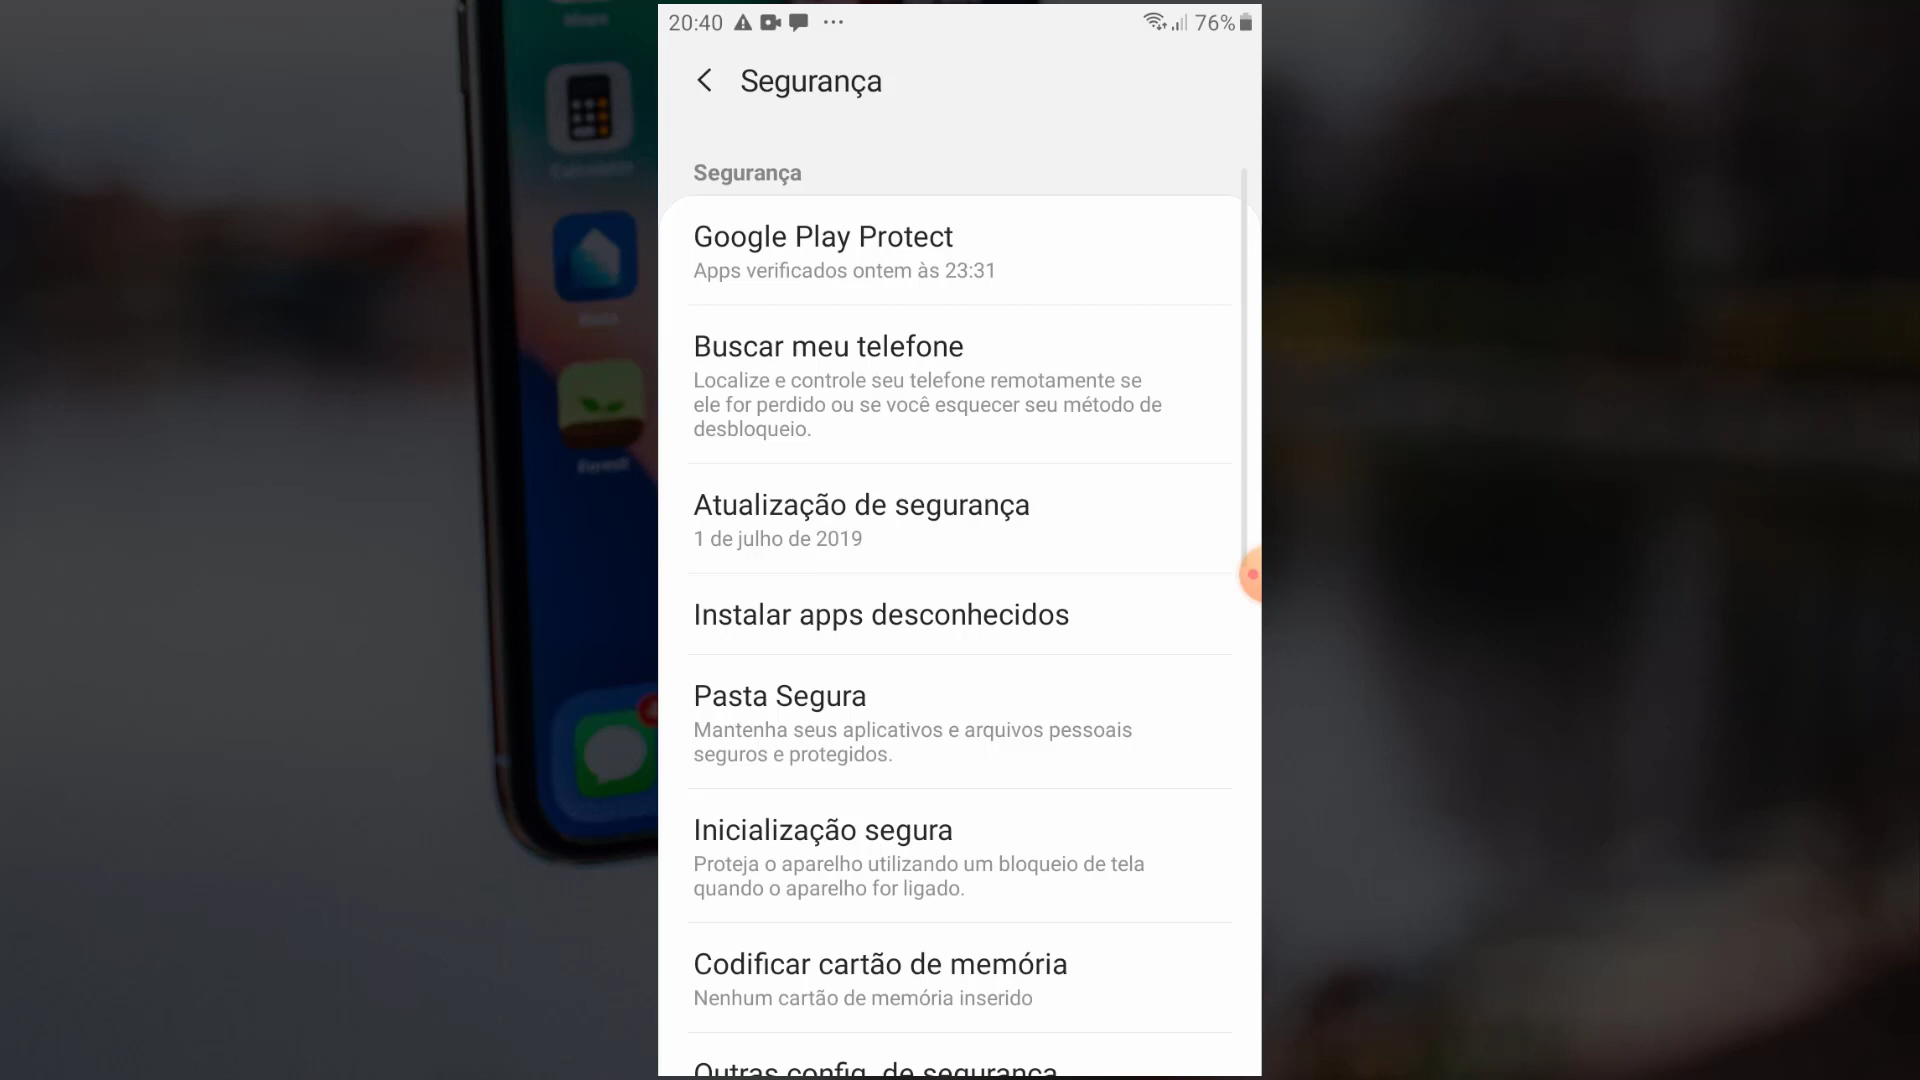 20:40 76%
Segurança
Segurança
Google Play Protect
Apps verificados ontem às 23:31
Buscar meu telefone
Localize e controle seu telefone remotamente se
ele for perdido ou se você esquecer seu método de
desbloqueio.
Atualização de segurança
1 de julho de 2019
Instalar apps desconhecidos
Pasta Segura
Mantenha seus aplicativos e arquivos pessoais
seguros e protegidos.
Inicialização segura
Proteja o aparelho utilizando um bloqueio de tela
quando o aparelho for ligado.
Codificar cartão de memória
Nenhum cartão de memória inserido
Outras config. de segurança